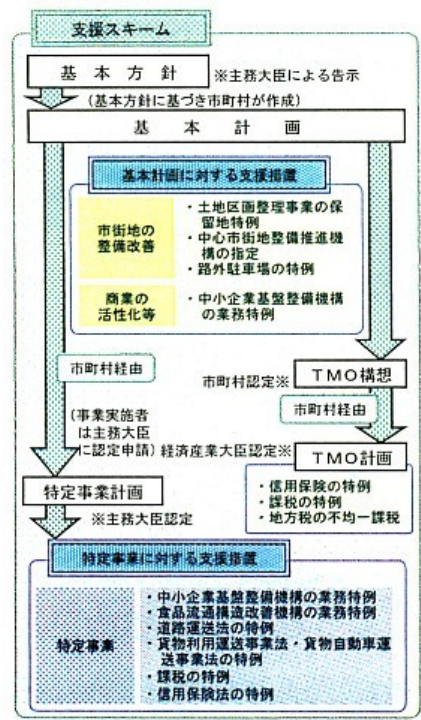 支援スキーム
基本方針
※主務大臣による告示
(基本方針に基づき市町村が作成)
基本計画
基本計画に対する支援措置
市街地の
整備改善
・土地区画整理事業の保
留地特例
・中心市街地整備推進機
構の指定
・路外駐車場の特例
商業の
活性化等
・中小企業基盤整備機構
の業務特例
市町村経由
市町村認定※
TMO構想
市町村経由
(事業実施者
は主務大臣
に認定申請)
経済産業大臣認定※
TMO計画
・信用保険の特例
・課税の特例
・地方税の不均一課税
特定事業計画
※主務大臣認定
特定事業に対する支援措置
特定事業
・中小企業基盤整備機構の業務特例
・食品流通構造改善機構の業務特例
・道路運送法の特例
・貨物利用運送事業法・貨物自動車運
送事業法の特例
・課税の特例
・信用保険法の特例